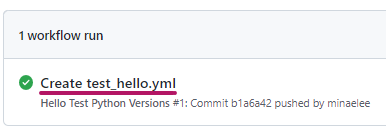 1 workflow run
Create test_hello.yml
Hello Test Python Versions #1: Commit b1a6a42 pushed by minaelee